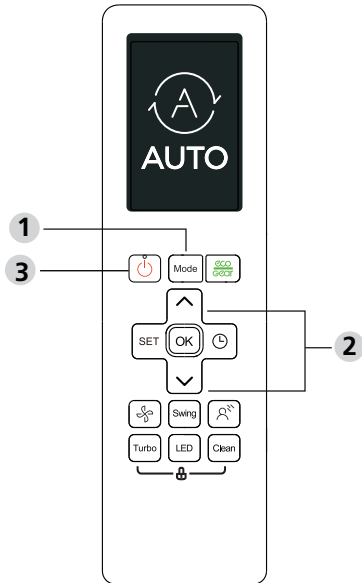 A
AUTO
1
3
Mode
eco
Gear
SET
OK
2
Swing
Turbo
LED
Clean